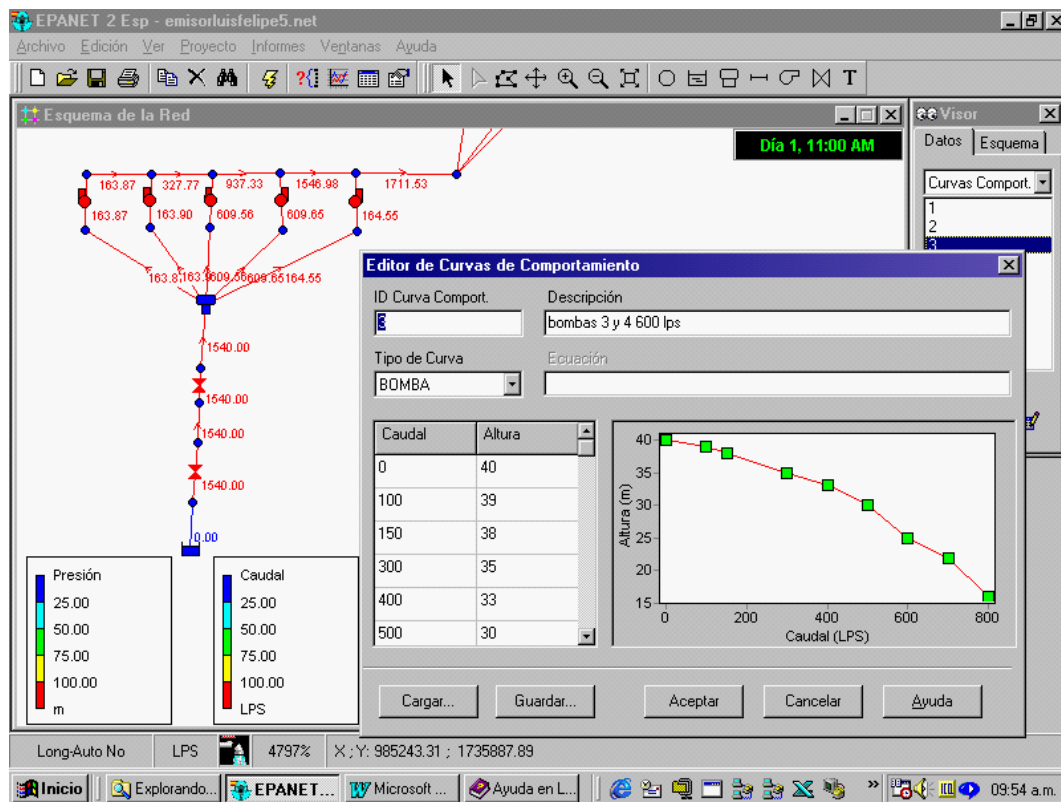 EPANET 2 Esp - emisorluisfelipe5.net
Archivo Edición Ver Proyecto Informes Ventanas Ayuda
T
Esquema de la Red
Día 1, 11:00 AM
163.87 327.77 937.33 1546.98 1711.53
163.87 163.90 609.56 609.65 164.55
164.55
1540.00
1540.00
1540.00
1540.00
0.00
Presión
25.00
50.00
75.00
100.00
m
Caudal
25.00
50.00
75.00
100.00
LPS
Visor
Datos Esquema
Curvas Comport.
1
2
3
Editor de Curvas de Comportamiento
ID Curva Comport. Descripción
3 bombas 3 y 4 600 lps
Tipo de Curva Ecuación
BOMBA
Caudal Altura
0 40
100 39
150 38
300 35
400 33
500 30
Altura (m)
40
35
30
25
20
15
0 200 400 600 800
Caudal (LPS)
Cargar... Guardar... Aceptar Cancelar Ayuda
Long-Auto No LPS 4797% X ; Y: 985243.31 ; 1735887.89
Inicio Explorando... EPANET... Microsoft ... Ayuda en L... » 09:54 a.m.